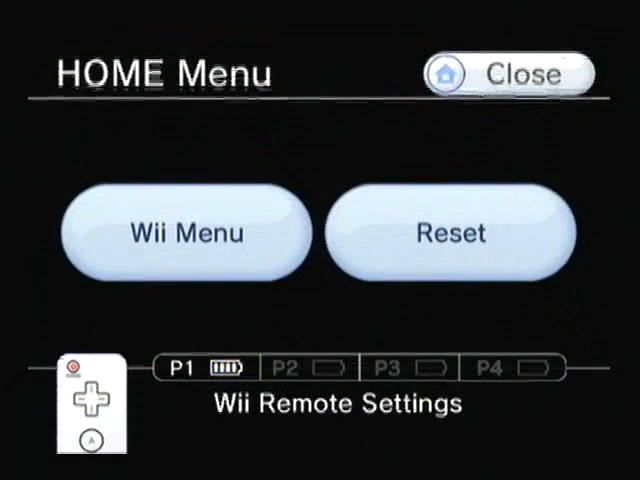 HOME Menu
Close
Wii Menu
Reset
P1 P2 P3 P4
A
Wii Remote Settings